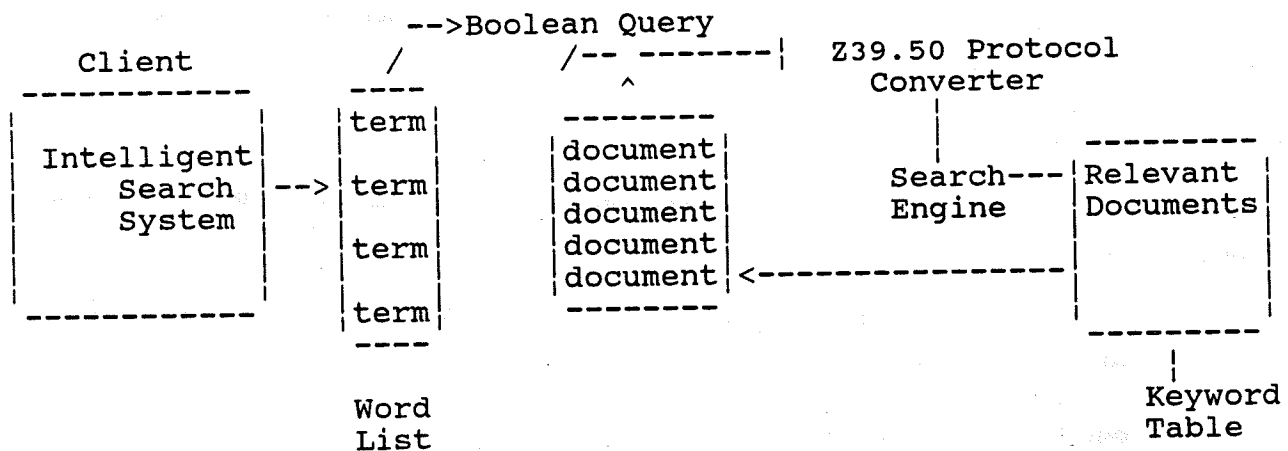 -->Boolean Query
Client
Z39.50 Protocol
Converter
Intelligent
Search
System
-->
term
term
term
term
Word
List
document
document
document
document
document
<-----------------
Search---
Engine
Relevant
Documents
Keyword
Table